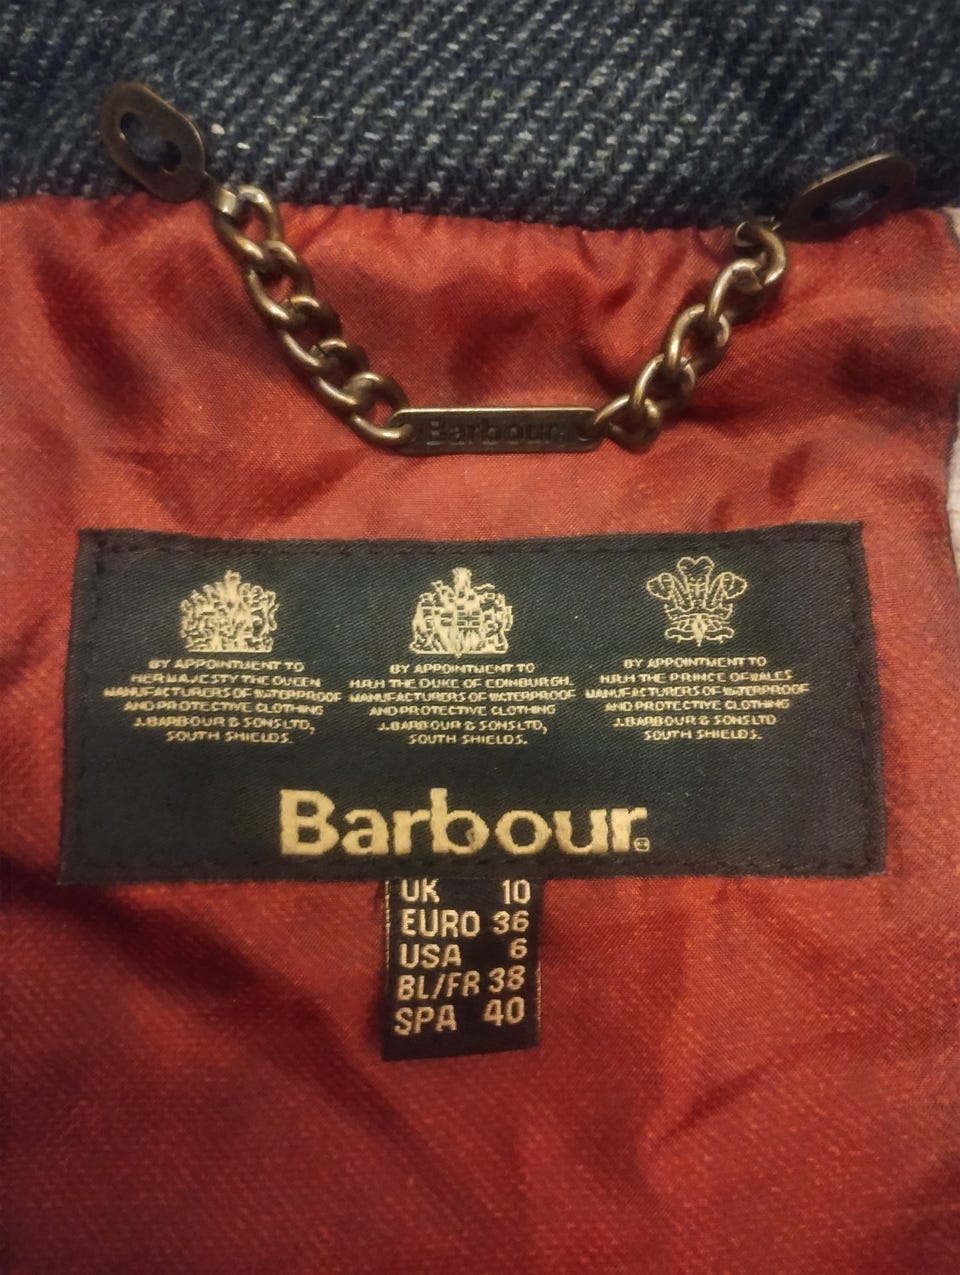 Barbour.
BY APPOINTMENT TO
HER MAJESTY THE QUEEN
MANUFACTURERS OF WATERPROOF
AND PROTECTIVE CLOTHING
J.BARBOUR & SONS LTD,
SOUTH SHIELDS.
BY APPOINTMENT TO
H.R.H THE DUKE OF EDINBURGH.
MANUFACTURERS OF WATERPROOF
AND PROTECTIVE CLOTHING
J.BARBOUR & SONS LTD,
SOUTH SHIELDS.
BY APPOINTMENT TO
H.R.H THE PRINCE OF WALES
MANUFACTURERS OF WATERPROOF
AND PROTECTIVE CLOTHING
J.BARBOUR & SONS LTD
SOUTH SHIELDS.
Barbour®
UK 10
EURO 36
USA 6
BL/FR 38
SPA 40